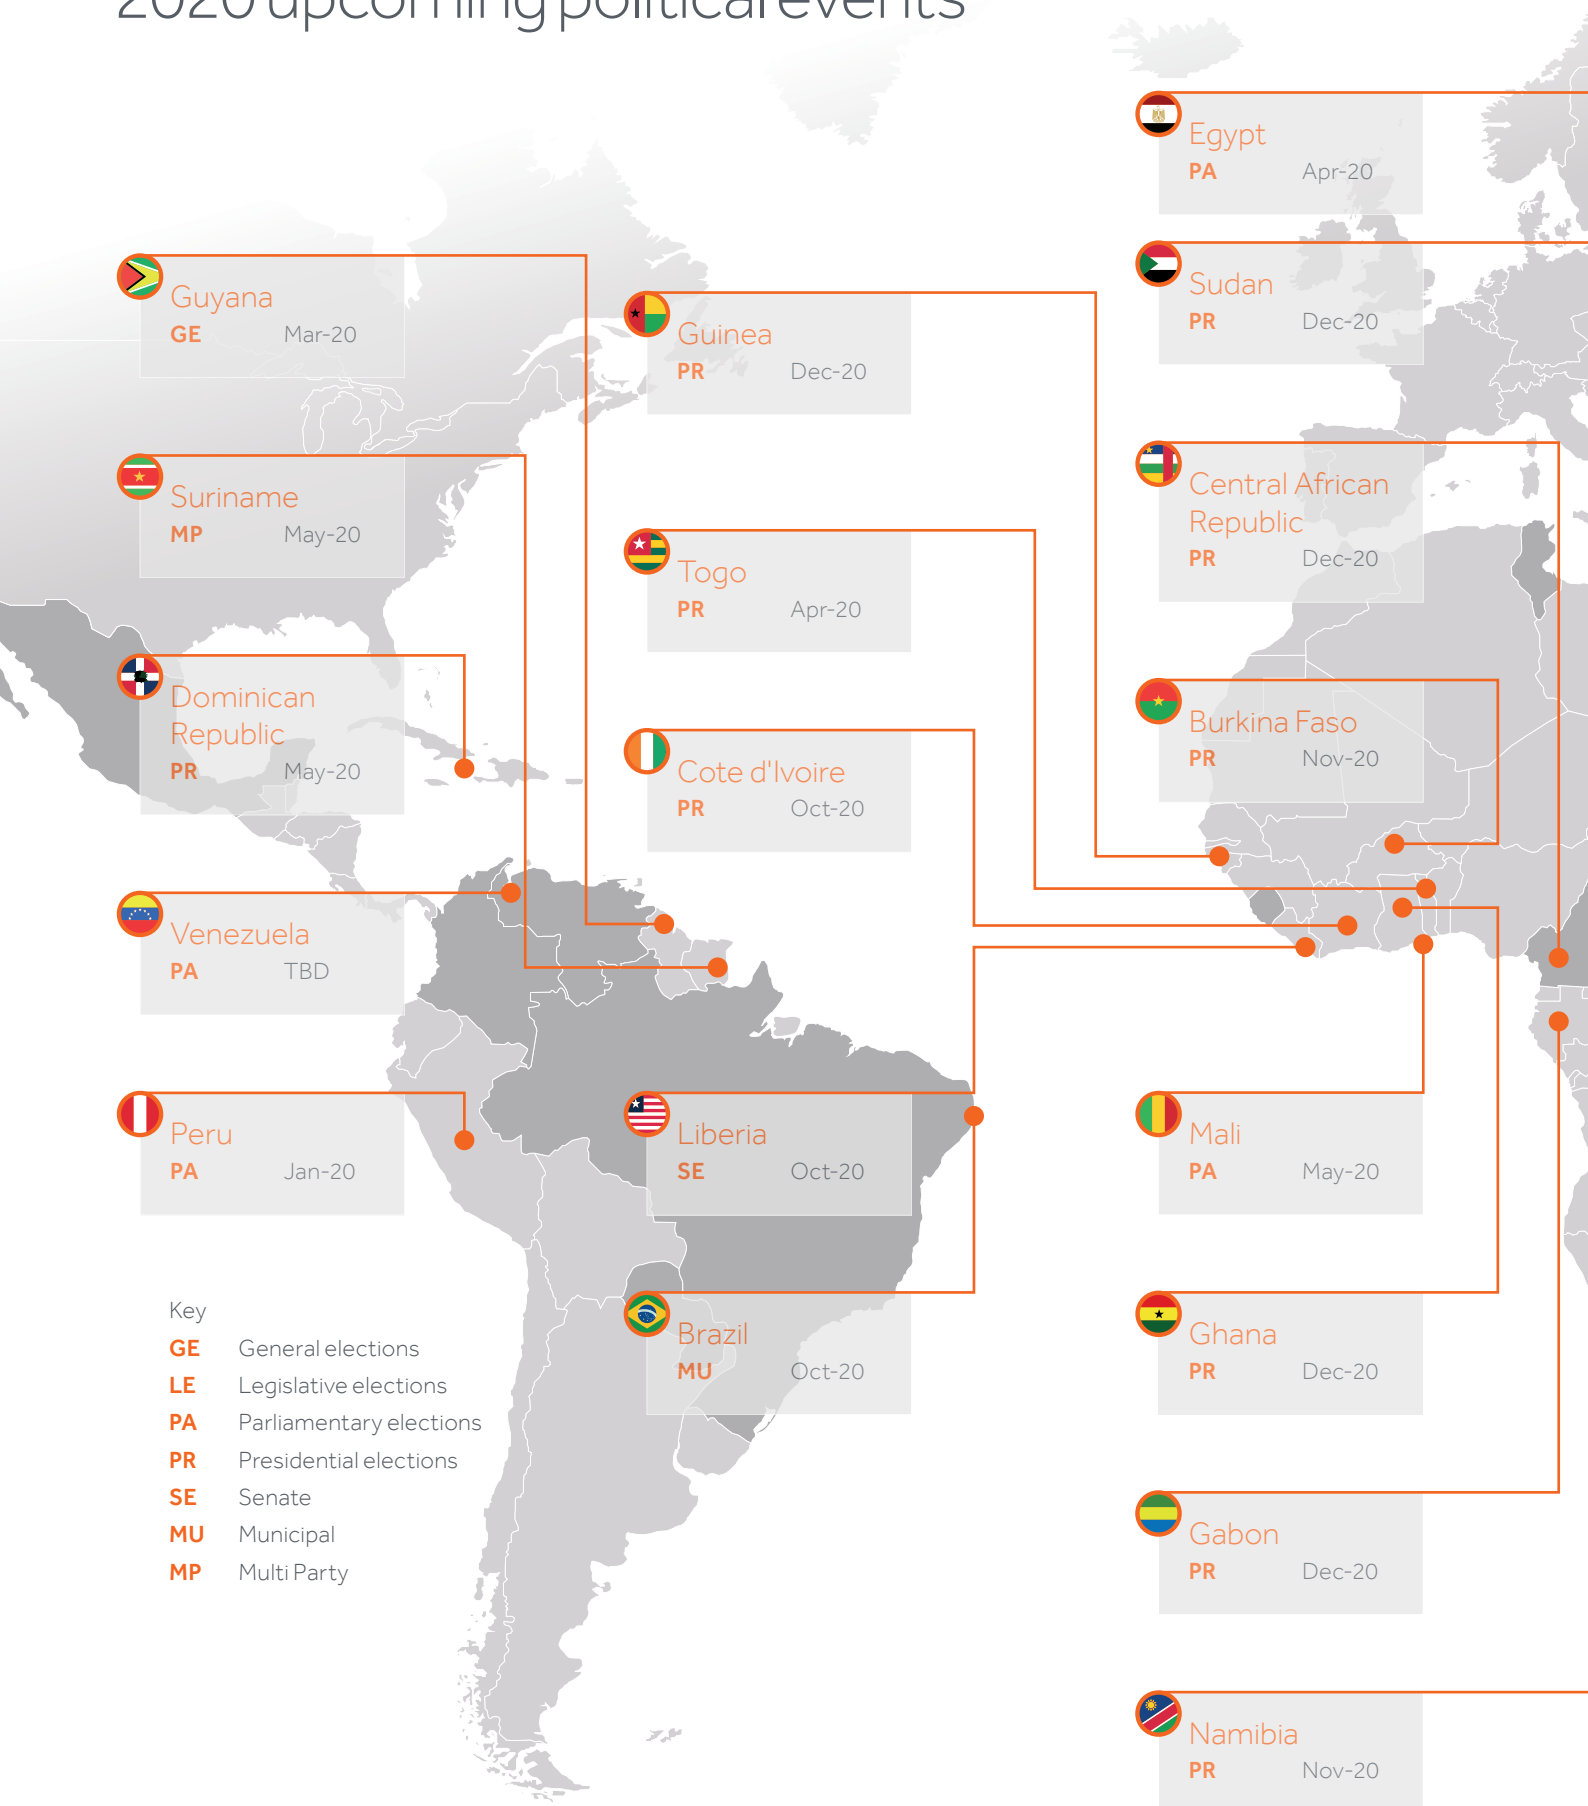 2020 upcoming political events
Guyana
GE Mar-20
Suriname
MP May-20
Dominican
Republic
PR May-20
Venezuela
PA TBD
Peru
PA Jan-20
Key
GE General elections
LE Legislative elections
PA Parliamentary elections
PR Presidential elections
SE Senate
MU Municipal
MP Multi Party
Guinea
PR Dec-20
Togo
PR Apr-20
Cote d'Ivoire
PR Oct-20
Liberia
SE Oct-20
Brazil
MU Oct-20
Egypt
PA Apr-20
Sudan
PR Dec-20
Central African
Republic
PR Dec-20
Burkina Faso
PR Nov-20
Mali
PA May-20
Ghana
PR Dec-20
Gabon
PR Dec-20
Namibia
PR Nov-20